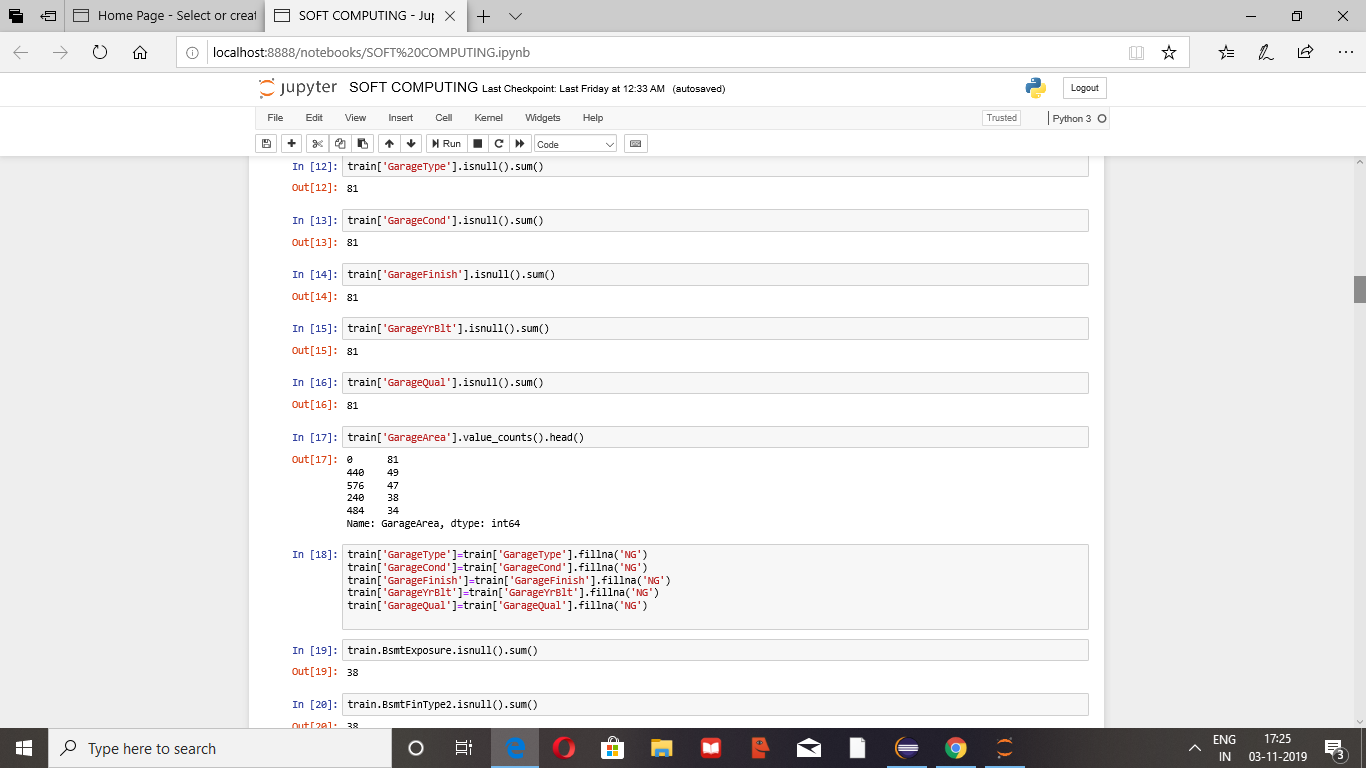 Home Page - Select or creat
SOFT COMPUTING - Jup
localhost:8888/notebooks/SOFT%20COMPUTING.ipynb
jupyter SOFT COMPUTING Last Checkpoint: Last Friday at 12:33 AM (autosaved)
Logout
File Edit View Insert Cell Kernel Widgets Help
Trusted
Python 3
Run
Code
In [12]: train['GarageType'].isnull().sum()
Out[12]: 81
In [13]: train['GarageCond'].isnull().sum()
Out[13]: 81
In [14]: train['GarageFinish'].isnull().sum()
Out[14]: 81
In [15]: train['GarageYrBlt'].isnull().sum()
Out[15]: 81
In [16]: train['GarageQual'].isnull().sum()
Out[16]: 81
In [17]: train['GarageArea'].value_counts().head()
Out[17]: 0 81
440 49
576 47
240 38
484 34
Name: GarageArea, dtype: int64
In [18]: train['GarageType']=train['GarageType'].fillna('NG')
train['GarageCond']=train['GarageCond'].fillna('NG')
train['GarageFinish']=train['GarageFinish'].fillna('NG')
train['GarageYrBlt']=train['GarageYrBlt'].fillna('NG')
train['GarageQual']=train['GarageQual'].fillna('NG')
In [19]: train.BsmtExposure.isnull().sum()
Out[19]: 38
In [20]: train.BsmtFinType2.isnull().sum()
Out[20]: 38
Type here to search
ENG
IN
17:25
03-11-2019
3